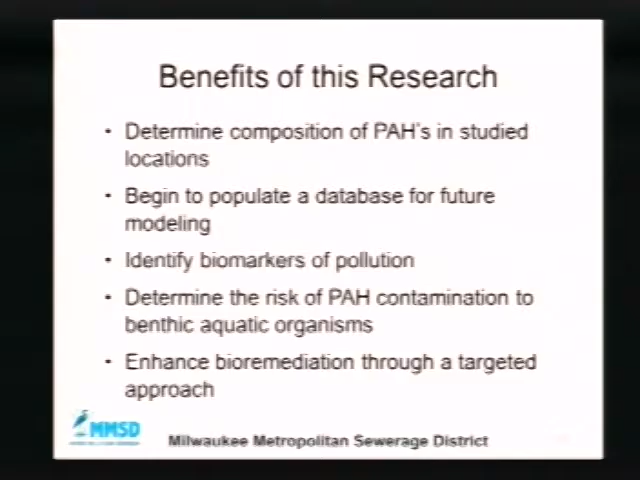 Benefits of this Research
• Determine composition of PAH's in studied
locations
• Begin to populate a database for future
modeling
• Identify biomarkers of pollution
• Determine the risk of PAH contamination to
benthic aquatic organisms
• Enhance bioremediation through a targeted
approach
MMSD
Milwaukee Metropolitan Sewerage District